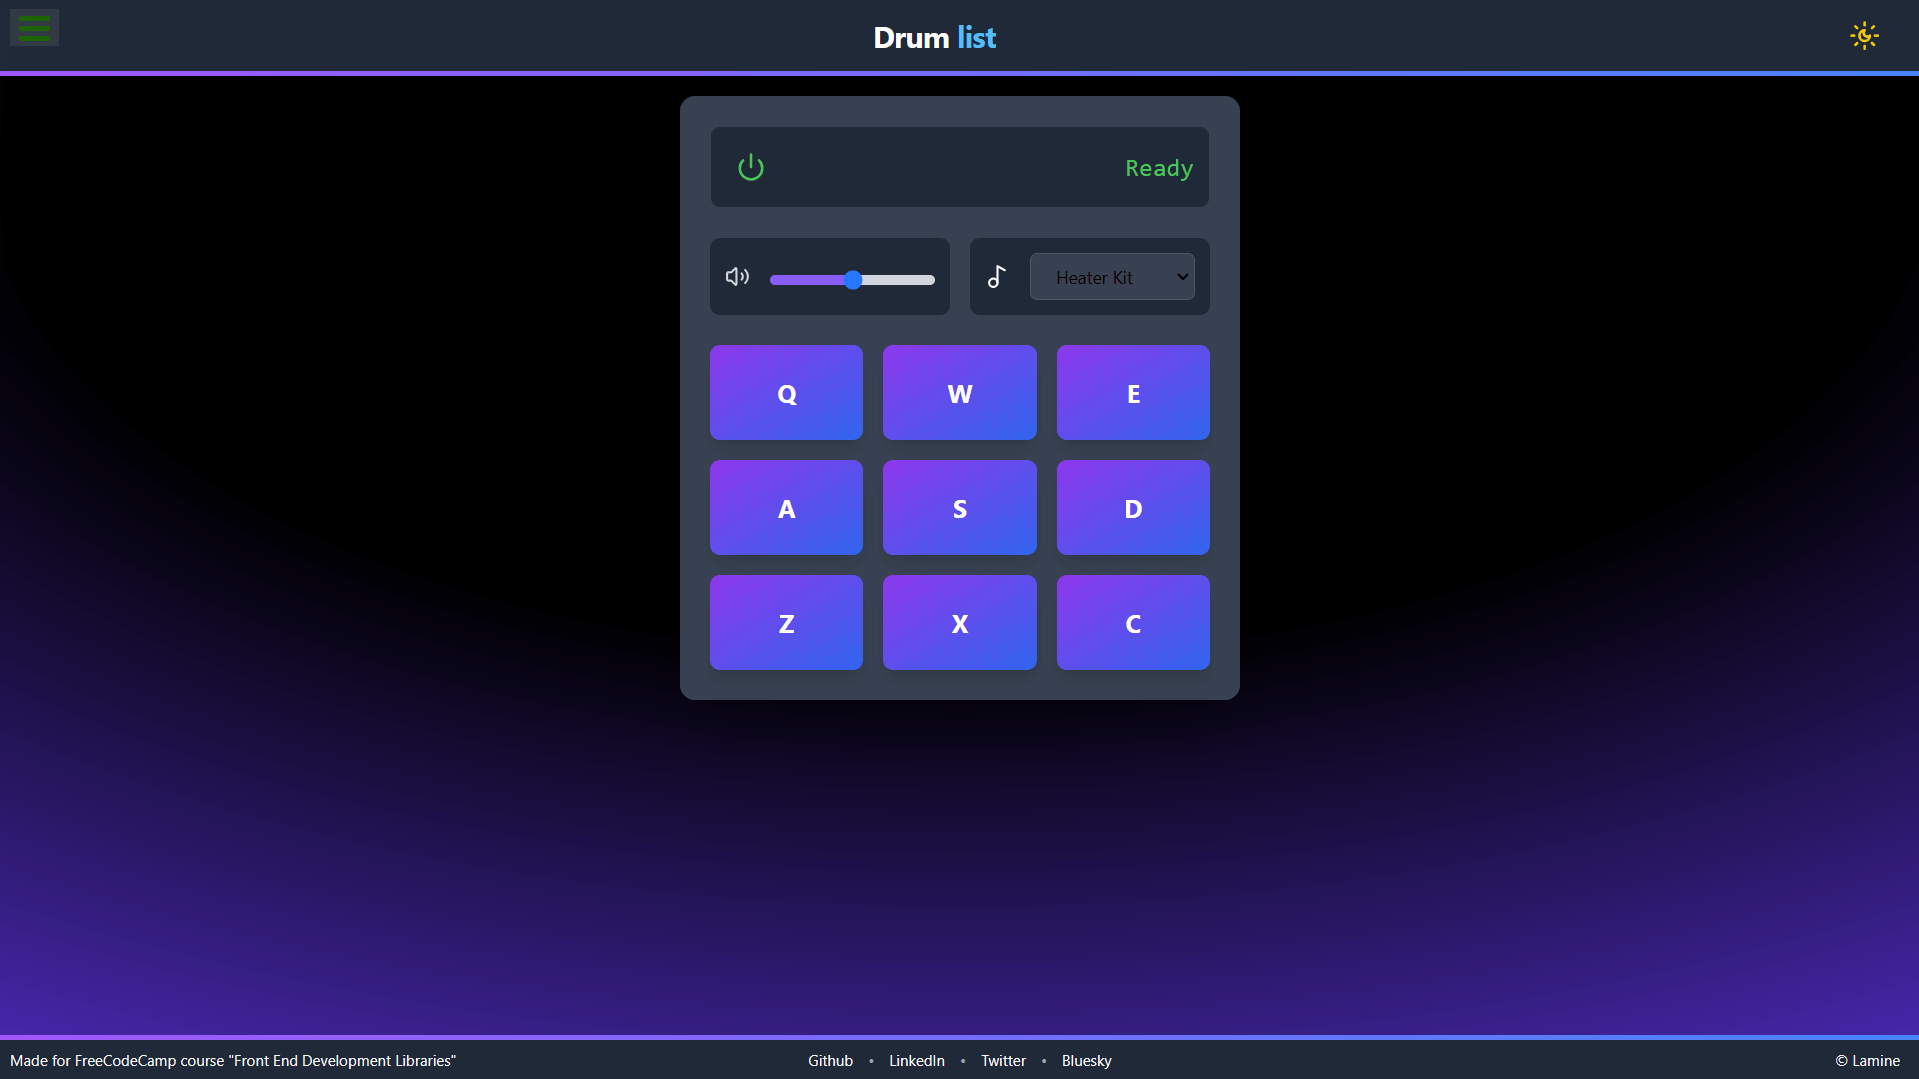 Drum list
Ready
Heater Kit
Q W E
A S D
Z X C
Made for FreeCodeCamp course "Front End Development Libraries"
Github • LinkedIn • Twitter • Bluesky
© Lamine